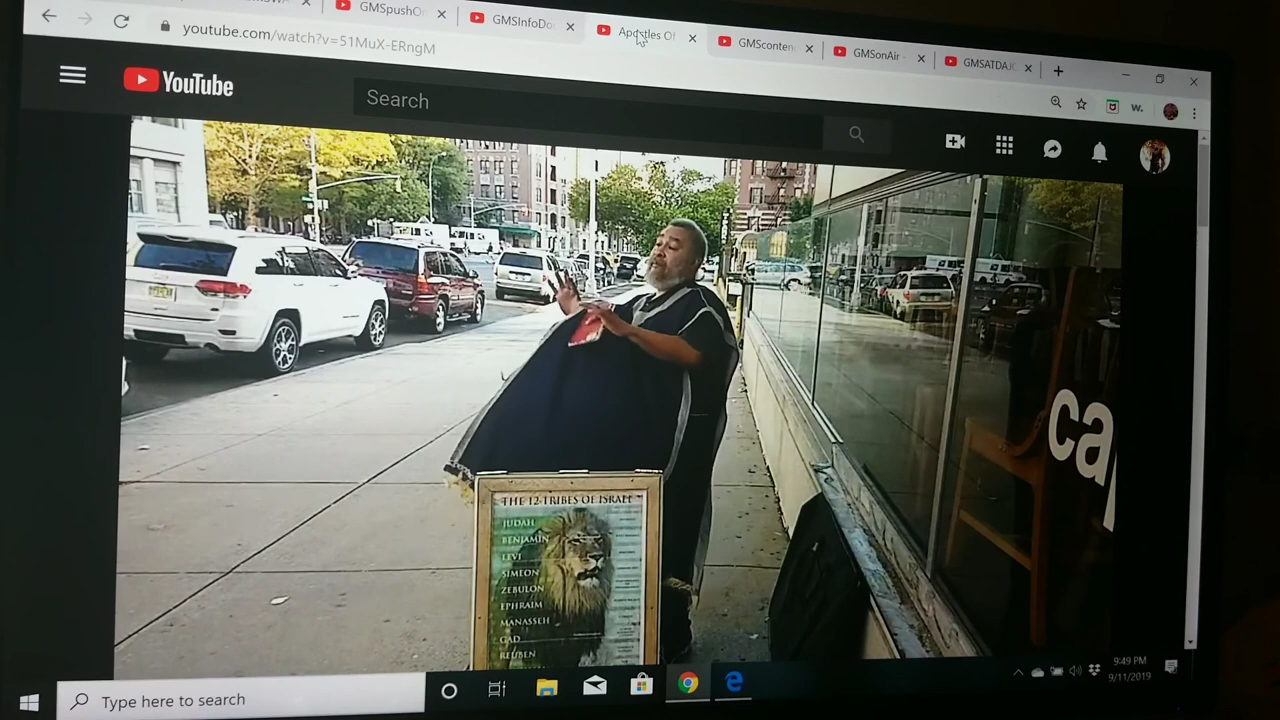 GMSpushO
GMSInfoDo
Apostles Of
GMSconten
GMSonAir -
GMSATDAJC
youtube.com/watch?v=51MuX-ERngM
YouTube
Search
w.
THE 12 TRIBES OF ISRAEL
JUDAH
BENJAMIN
LEVI
SIMEON
ZEBULON
EPHRAIM
MANASSEH
GAD
REUBEN
ca
Type here to search
9:49 PM
9/11/2019